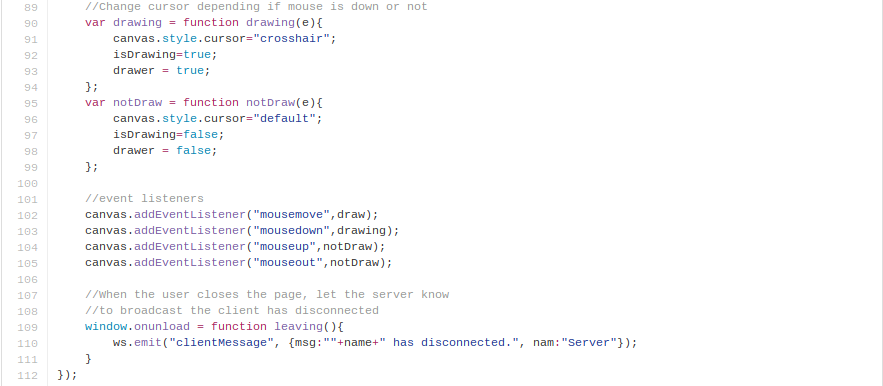 89 //Change cursor depending if mouse is down or not
90 var drawing = function drawing(e){
91 canvas.style.cursor="crosshair";
92 isDrawing=true;
93 drawer = true;
94 };
95 var notDraw = function notDraw(e){
96 canvas.style.cursor="default";
97 isDrawing=false;
98 drawer = false;
99 };
100
101 //event listeners
102 canvas.addEventListener("mousemove",draw);
103 canvas.addEventListener("mousedown",drawing);
104 canvas.addEventListener("mouseup",notDraw);
105 canvas.addEventListener("mouseout",notDraw);
106
107 //When the user closes the page, let the server know
108 //to broadcast the client has disconnected
109 window.onunload = function leaving(){
110 ws.emit("clientMessage", {msg:""+name+" has disconnected.", nam:"Server"});
111 }
112 });